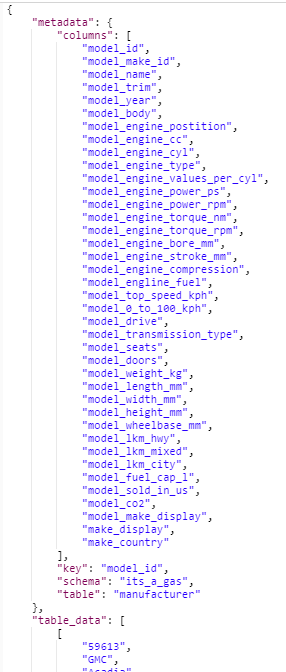 {
"metadata": {
"columns": [
"model_id",
"model_make_id",
"model_name",
"model_trim",
"model_year",
"model_body",
"model_engine_postition",
"model_engine_cc",
"model_engine_cyl",
"model_engine_type",
"model_engine_values_per_cyl",
"model_engine_power_ps",
"model_engine_power_rpm",
"model_engine_torque_nm",
"model_engine_torque_rpm",
"model_engine_bore_mm",
"model_engine_stroke_mm",
"model_engine_compression",
"model_engline_fuel",
"model_top_speed_kph",
"model_0_to_100_kph",
"model_drive",
"model_transmission_type",
"model_seats",
"model_doors",
"model_weight_kg",
"model_length_mm",
"model_width_mm",
"model_height_mm",
"model_wheelbase_mm",
"model_lkm_hwy",
"model_lkm_mixed",
"model_lkm_city",
"model_fuel_cap_l",
"model_sold_in_us",
"model_co2",
"model_make_display",
"make_display",
"make_country"
],
"key": "model_id",
"schema": "its_a_gas",
"table": "manufacturer"
},
"table_data": [
[
"59613",
"GMC",
"Acadia",